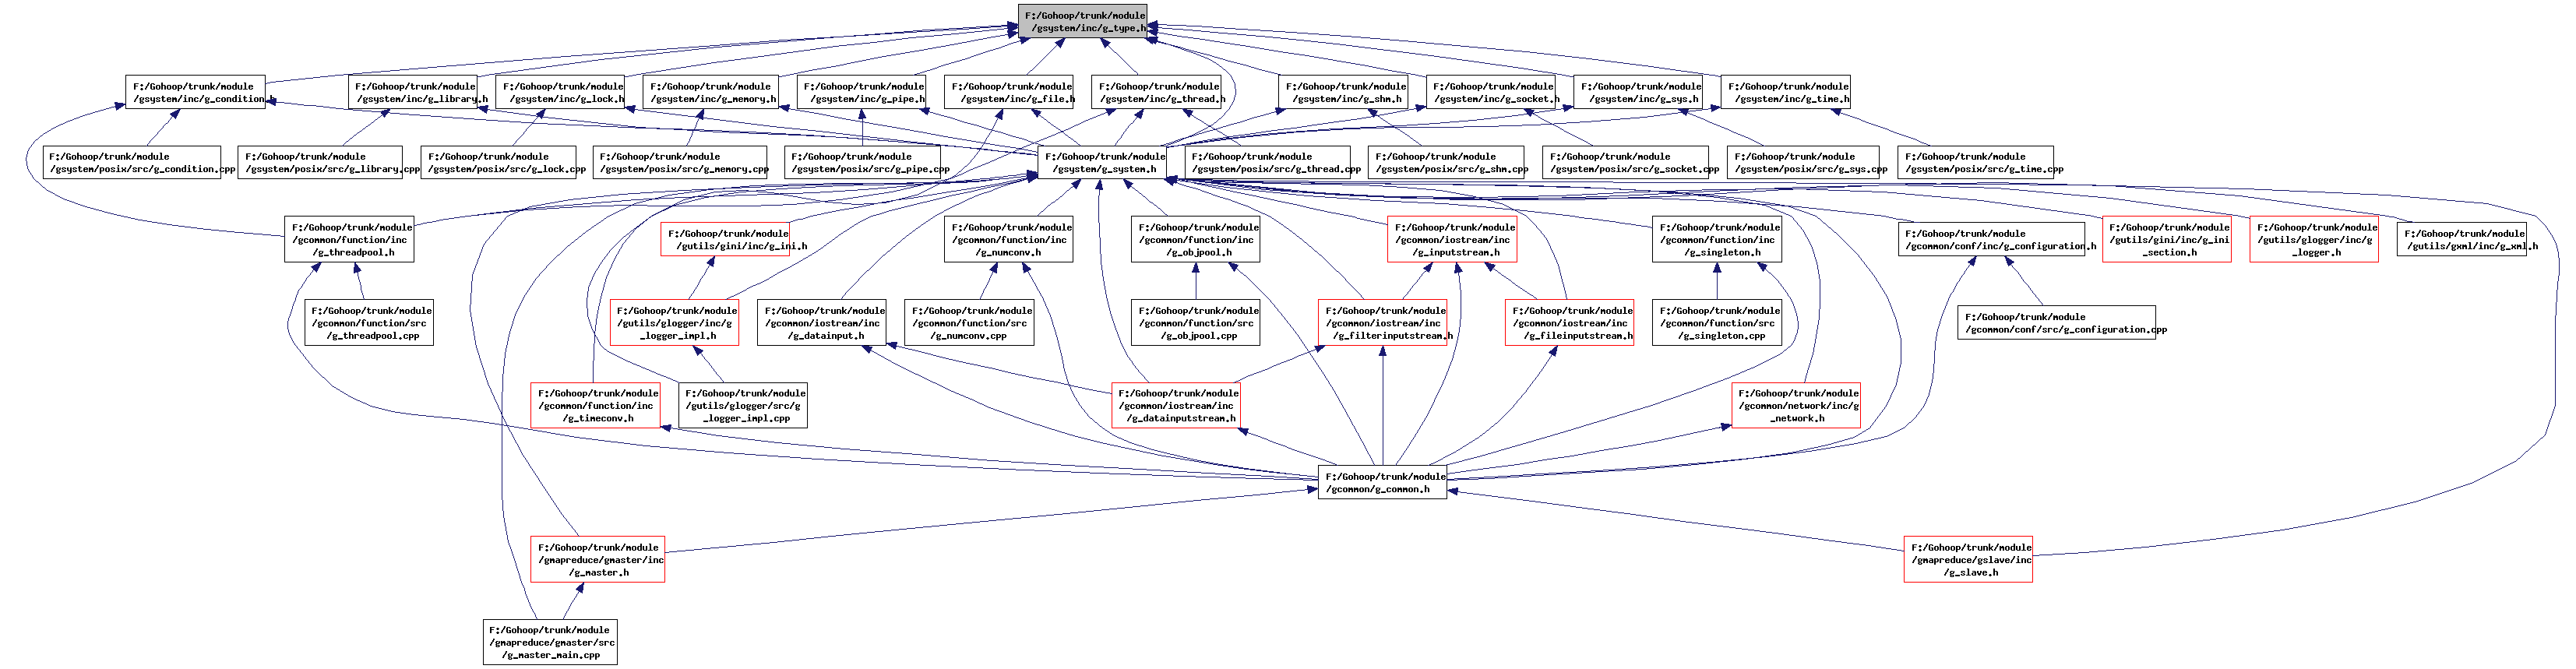 F:/Gohoop/trunk/module
/gsystem/inc/g_type.h
F:/Gohoop/trunk/module
/gsystem/inc/g_condition.h
F:/Gohoop/trunk/module
/gsystem/inc/g_library.h
F:/Gohoop/trunk/module
/gsystem/inc/g_lock.h
F:/Gohoop/trunk/module
/gsystem/inc/g_memory.h
F:/Gohoop/trunk/module
/gsystem/inc/g_pipe.h
F:/Gohoop/trunk/module
/gsystem/inc/g_file.h
F:/Gohoop/trunk/module
/gsystem/inc/g_thread.h
F:/Gohoop/trunk/module
/gsystem/inc/g_shm.h
F:/Gohoop/trunk/module
/gsystem/inc/g_socket.h
F:/Gohoop/trunk/module
/gsystem/inc/g_sys.h
F:/Gohoop/trunk/module
/gsystem/inc/g_time.h
F:/Gohoop/trunk/module
/gsystem/posix/src/g_condition.cpp
F:/Gohoop/trunk/module
/gsystem/posix/src/g_library.cpp
F:/Gohoop/trunk/module
/gsystem/posix/src/g_lock.cpp
F:/Gohoop/trunk/module
/gsystem/posix/src/g_memory.cpp
F:/Gohoop/trunk/module
/gsystem/posix/src/g_pipe.cpp
F:/Gohoop/trunk/module
/gsystem/g_system.h
F:/Gohoop/trunk/module
/gsystem/posix/src/g_thread.cpp
F:/Gohoop/trunk/module
/gsystem/posix/src/g_shm.cpp
F:/Gohoop/trunk/module
/gsystem/posix/src/g_socket.cpp
F:/Gohoop/trunk/module
/gsystem/posix/src/g_sys.cpp
F:/Gohoop/trunk/module
/gsystem/posix/src/g_time.cpp
F:/Gohoop/trunk/module
/gcommon/function/inc
/g_threadpool.h
F:/Gohoop/trunk/module
/gutils/gini/inc/g_ini.h
F:/Gohoop/trunk/module
/gcommon/function/inc
/g_numconv.h
F:/Gohoop/trunk/module
/gcommon/function/inc
/g_objpool.h
F:/Gohoop/trunk/module
/gcommon/iostream/inc
/g_inputstream.h
F:/Gohoop/trunk/module
/gcommon/function/inc
/g_singleton.h
F:/Gohoop/trunk/module
/gcommon/conf/inc/g_configuration.h
F:/Gohoop/trunk/module
/gutils/gini/inc/g_ini
_section.h
F:/Gohoop/trunk/module
/gutils/glogger/inc/g
_logger.h
F:/Gohoop/trunk/module
/gutils/gxml/inc/g_xml.h
F:/Gohoop/trunk/module
/gcommon/function/src
/g_threadpool.cpp
F:/Gohoop/trunk/module
/gutils/glogger/inc/g
_logger_impl.h
F:/Gohoop/trunk/module
/gcommon/iostream/inc
/g_datainput.h
F:/Gohoop/trunk/module
/gcommon/function/src
/g_numconv.cpp
F:/Gohoop/trunk/module
/gcommon/function/src
/g_objpool.cpp
F:/Gohoop/trunk/module
/gcommon/iostream/inc
/g_filterinputstream.h
F:/Gohoop/trunk/module
/gcommon/iostream/inc
/g_fileinputstream.h
F:/Gohoop/trunk/module
/gcommon/function/src
/g_singleton.cpp
F:/Gohoop/trunk/module
/gcommon/conf/src/g_configuration.cpp
F:/Gohoop/trunk/module
/gcommon/function/inc
/g_timeconv.h
F:/Gohoop/trunk/module
/gutils/glogger/src/g
_logger_impl.cpp
F:/Gohoop/trunk/module
/gcommon/iostream/inc
/g_datainputstream.h
F:/Gohoop/trunk/module
/gcommon/network/inc/g
_network.h
F:/Gohoop/trunk/module
/gcommon/g_common.h
F:/Gohoop/trunk/module
/gmapreduce/gmaster/inc
/g_master.h
F:/Gohoop/trunk/module
/gmapreduce/gslave/inc
/g_slave.h
F:/Gohoop/trunk/module
/gmapreduce/gmaster/src
/g_master_main.cpp